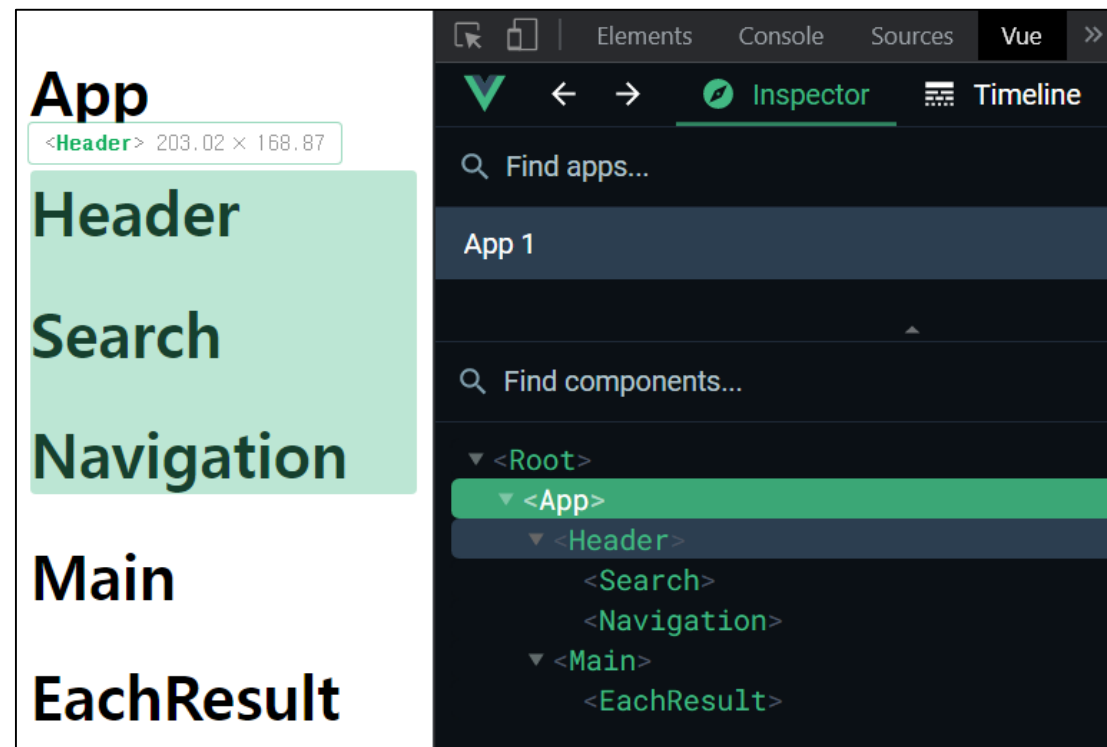 App
<Header> 203.02 × 168.87
Header
Search
Navigation
Main
EachResult
Elements Console Sources Vue »
Inspector Timeline
Find apps...
App 1
Find components...
<Root>
<App>
<Header>
<Search>
<Navigation>
<Main>
<EachResult>